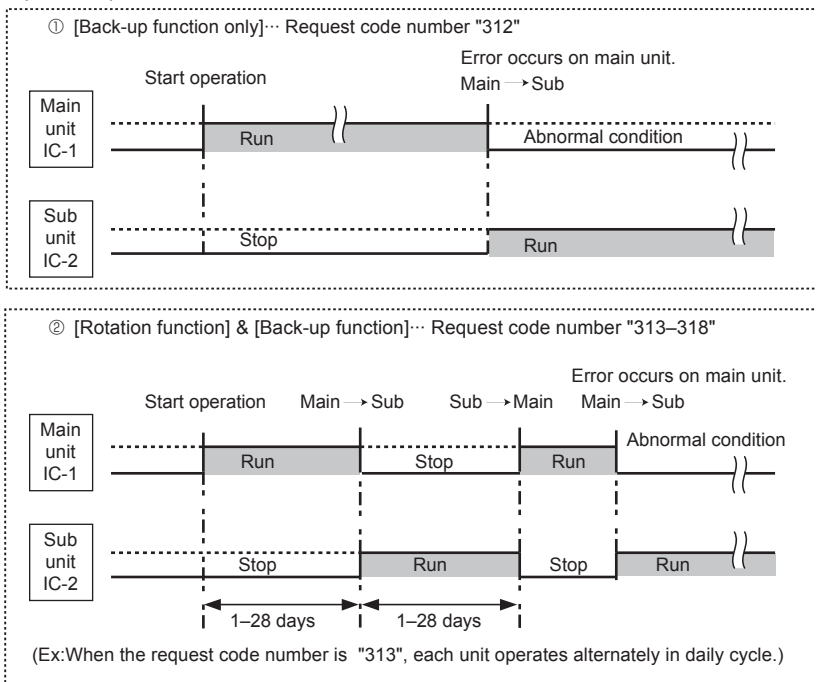 ① [Back-up function only]··· Request code number "312"
Error occurs on main unit.
Start operation
Main → Sub
Main
unit
IC-1
Run
Abnormal condition
Sub
unit
IC-2
Stop
Run
② [Rotation function] & [Back-up function]··· Request code number "313–318"
Error occurs on main unit.
Start operation Main → Sub Sub → Main Main → Sub
Main
unit
IC-1
Abnormal condition
Run Stop Run
Sub
unit
IC-2
Stop Run Stop Run
1–28 days 1–28 days
(Ex:When the request code number is "313", each unit operates alternately in daily cycle.)